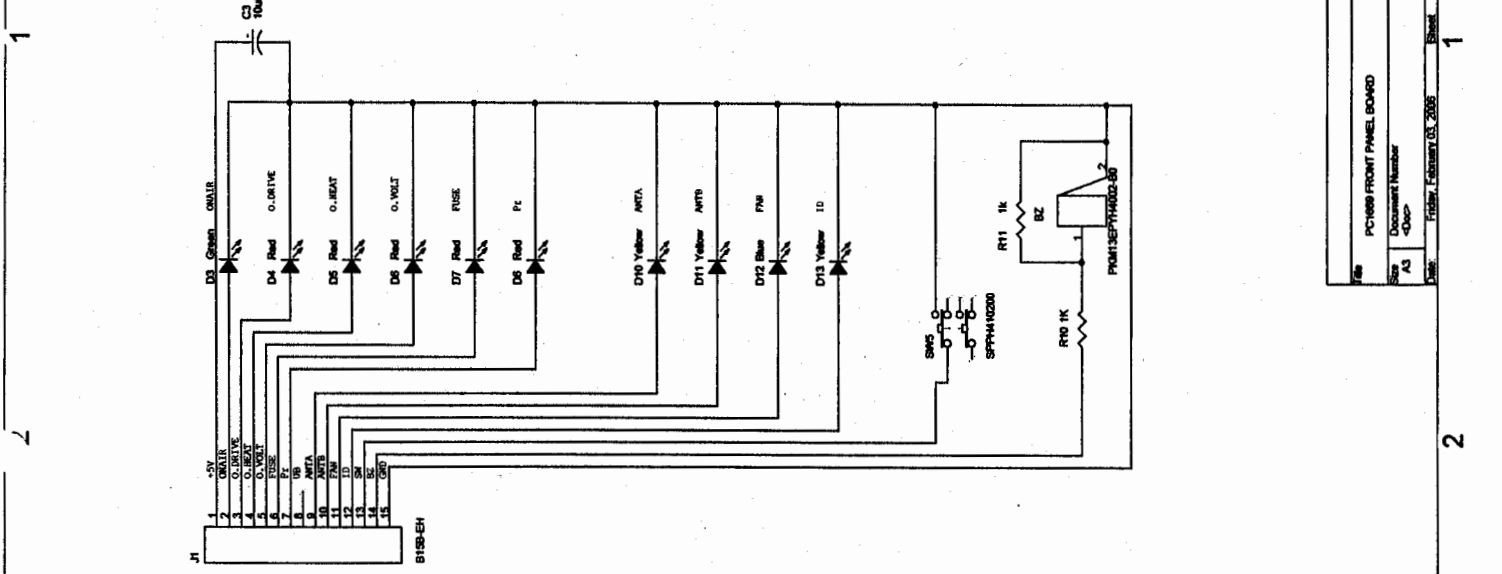 1
2
C3
+5V
ONAIR
O.DRIVE
O.HEAT
O.VOLT
FUSE
Pr
VB
ANTA
ANTB
FAN
ID
SW
BZ
GND
1
2
3
4
5
6
7
8
9
10
11
12
13
14
15
J1
B15B-EH
D3 Green ONAIR
D4 Red O.DRIVE
D5 Red O.HEAT
D6 Red O.VOLT
D7 Red FUSE
D8 Red Pr
D10 Yellow ANTA
D11 Yellow ANTB
D12 Blue FAN
D13 Yellow ID
SW5
SPPH410200
R10 1K
R11 1k
BZ
1
2
PKM13EPYH4002-B0
Title
PC1669 FRONT PANEL BOARD
Size
A3
Document Number
<Doc>
Date:
Friday, February 03, 2006
Sheet
1
2